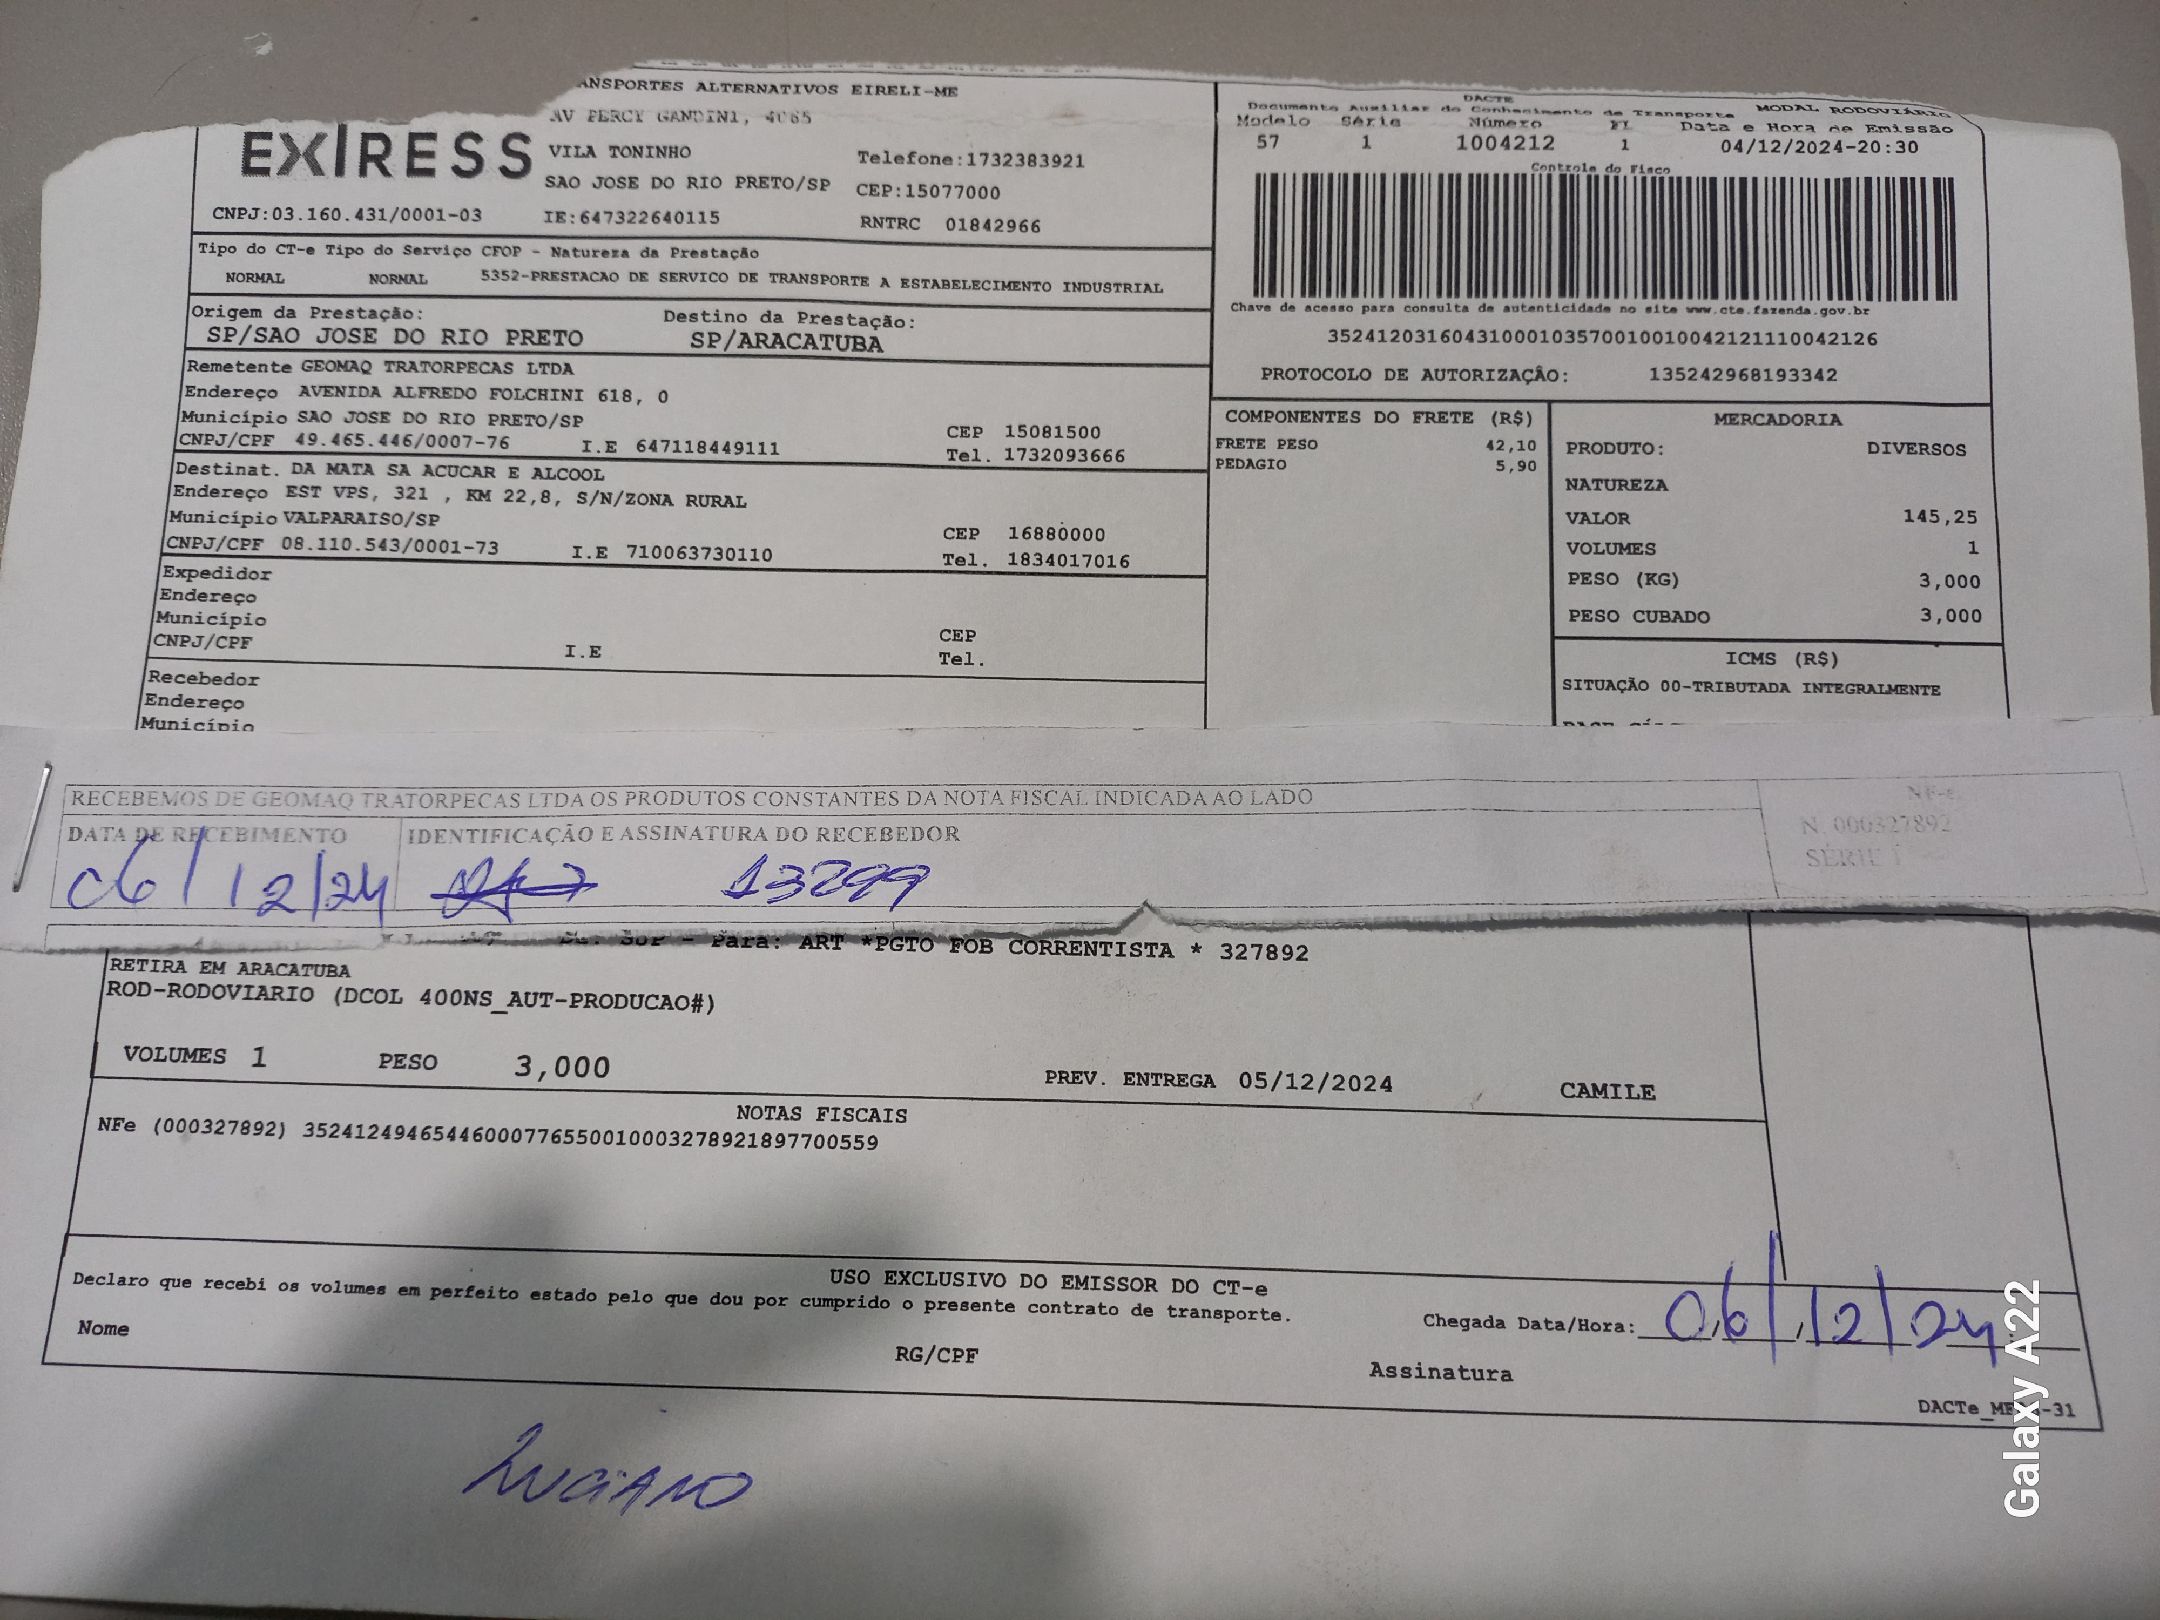 TRANSPORTES ALTERNATIVOS EIRELI-ME
AV PERCY GANDINI, 4085
EXPRESS
VILA TONINHO
Telefone:1732383921
SAO JOSE DO RIO PRETO/SP
CEP:15077000
CNPJ:03.160.431/0001-03
IE:647322640115
RNTRC 01842966
DACTE
Documento Auxiliar do Conhecimento de Transporte
MODAL RODOVIÁRIO
Modelo Série Número FL Data e Hora de Emissão
57 1 1004212 1 04/12/2024-20:30
Controle do Fisco
Chave de acesso para consulta de autenticidade no site www.cte.fazenda.gov.br
35241203160431000103570010010042121110042126
PROTOCOLO DE AUTORIZAÇÂO: 135242968193342
Tipo do CT-e Tipo do Serviço CFOP - Natureza da Prestação
NORMAL NORMAL 5352-PRESTACAO DE SERVICO DE TRANSPORTE A ESTABELECIMENTO INDUSTRIAL
Origem da Prestação: Destino da Prestação:
SP/SAO JOSE DO RIO PRETO SP/ARACATUBA
Remetente GEOMAQ TRATORPECAS LTDA
Endereço AVENIDA ALFREDO FOLCHINI 618, 0
Município SAO JOSE DO RIO PRETO/SP CEP 15081500
CNPJ/CPF 49.465.446/0007-76 I.E 647118449111 Tel. 1732093666
Destinat. DA MATA SA ACUCAR E ALCOOL
Endereço EST VPS, 321 , KM 22,8, S/N/ZONA RURAL
Município VALPARAISO/SP CEP 16880000
CNPJ/CPF 08.110.543/0001-73 I.E 710063730110 Tel. 1834017016
Expedidor
Endereço
Município CEP
CNPJ/CPF I.E Tel.
Recebedor
Endereço
Município
COMPONENTES DO FRETE (R$)
FRETE PESO 42,10
PEDAGIO 5,90
MERCADORIA
PRODUTO: DIVERSOS
NATUREZA
VALOR 145,25
VOLUMES 1
PESO (KG) 3,000
PESO CUBADO 3,000
ICMS (R$)
SITUAÇÃO 00-TRIBUTADA INTEGRALMENTE
RECEBEMOS DE GEOMAQ TRATORPECAS LTDA OS PRODUTOS CONSTANTES DA NOTA FISCAL INDICADA AO LADO
DATA DE RECEBIMENTO IDENTIFICAÇÃO E ASSINATURA DO RECEBEDOR
06/12/24 13299
NF-e
N. 000327892
SÉRIE 1
Para: ART *PGTO FOB CORRENTISTA * 327892
RETIRA EM ARACATUBA
ROD-RODOVIARIO (DCOL 400NS_AUT-PRODUCAO#)
VOLUMES 1 PESO 3,000 PREV. ENTREGA 05/12/2024 CAMILE
NOTAS FISCAIS
NFe (000327892) 35241249465446000776550010003278921897700559
USO EXCLUSIVO DO EMISSOR DO CT-e
Declaro que recebi os volumes em perfeito estado pelo que dou por cumprido o presente contrato de transporte.
Chegada Data/Hora: 06/12/24
Nome RG/CPF Assinatura
-31
LUCIANO
Galaxy A22